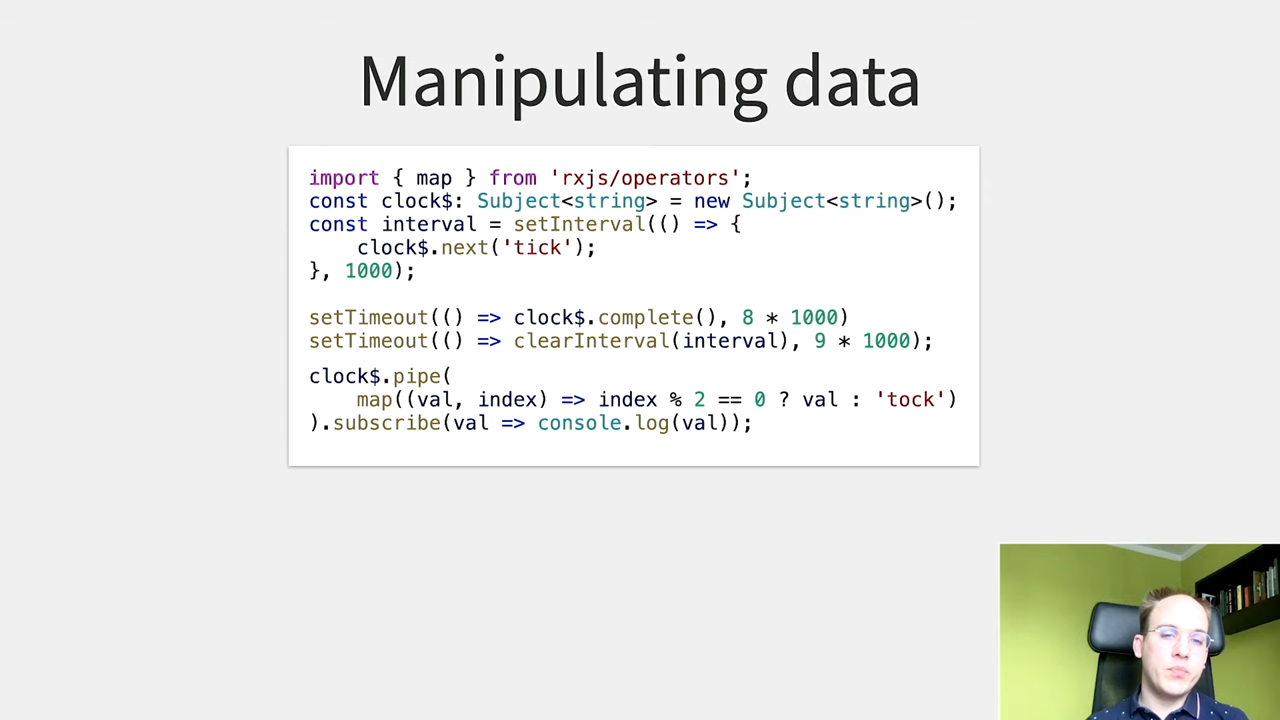 Manipulating data
import { map } from 'rxjs/operators';
const clock$: Subject<string> = new Subject<string>();
const interval = setInterval(() => {
    clock$.next('tick');
}, 1000);
setTimeout(() => clock$.complete(), 8 * 1000)
setTimeout(() => clearInterval(interval), 9 * 1000);
clock$.pipe(
    map((val, index) => index % 2 == 0 ? val : 'tock')
).subscribe(val => console.log(val));